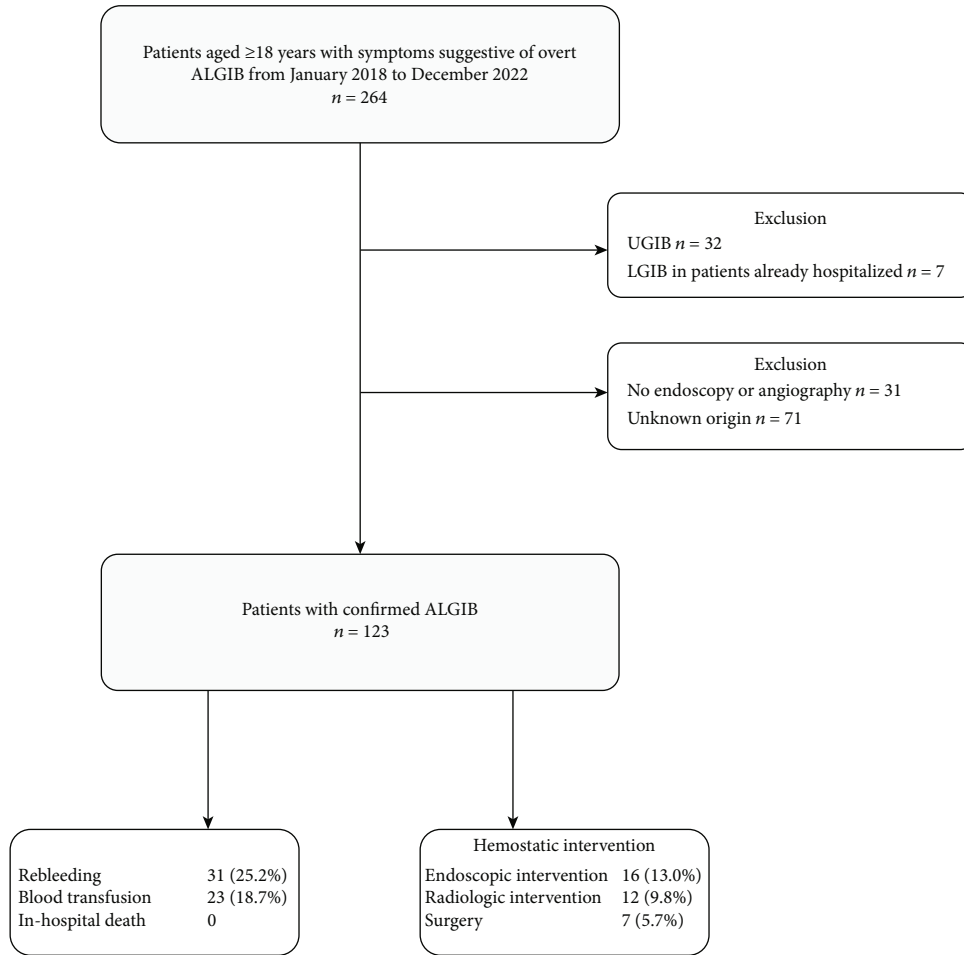 Patients aged ≥18 years with symptoms suggestive of overt
ALGIB from January 2018 to December 2022
n = 264
Exclusion
UGIB n = 32
LGIB in patients already hospitalized n = 7
Exclusion
No endoscopy or angiography n = 31
Unknown origin n = 71
Patients with confirmed ALGIB
n = 123
Rebleeding 31 (25.2%)
Blood transfusion 23 (18.7%)
In-hospital death 0
Hemostatic intervention
Endoscopic intervention 16 (13.0%)
Radiologic intervention 12 (9.8%)
Surgery 7 (5.7%)